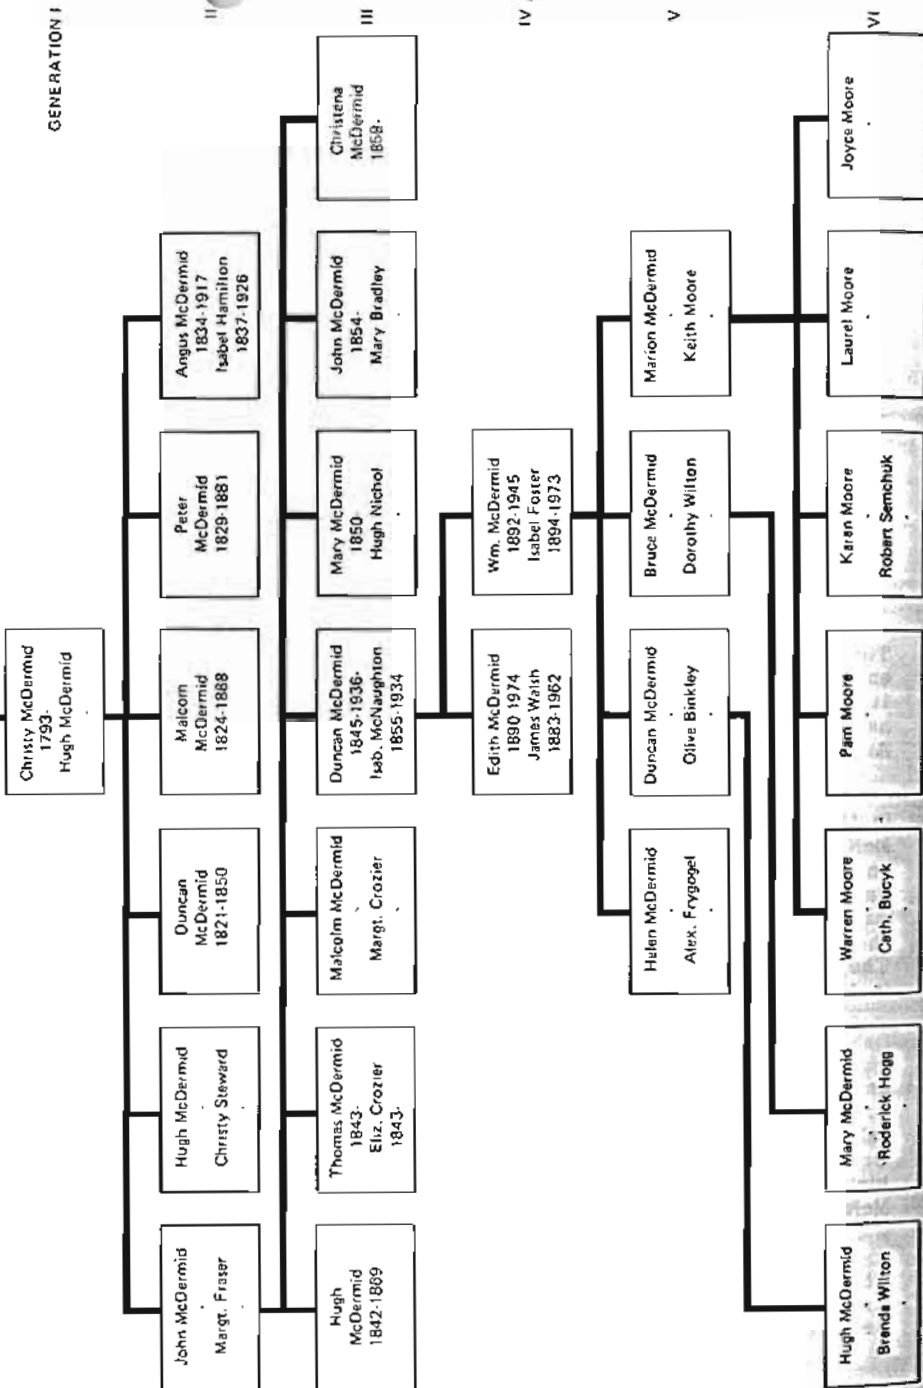 GENERATION I
Christy McDermid
1793-
Hugh McDermid
II
John McDermid
Margt. Fraser
Hugh McDermid
Christy Steward
Duncan
McDermid
1821-1850
Malcom
McDermid
1824-1868
Peter
McDermid
1829-1881
Angus McDermid
1834-1917
Isabel Hamilton
1837-1926
III
Hugh
McDermid
1842-1869
Thomas McDermid
1843-
Eliz. Crozier
1843-
Malcolm McDermid
Margt. Crozier
Duncan McDermid
1845-1936-
Isab. McNaughton
1855-1934
Mary McDermid
1850
Hugh Nichol
John McDermid
1854-
Mary Bradley
Christena
McDermid
1858-
IV
Edith McDermid
1890 1974
James Walsh
1883-1962
Wm. McDermid
1892-1945
Isabel Foster
1894-1973
V
Helen McDermid
Alex. Frygogel
Duncan McDermid
Olive Binkley
Bruce McDermid
Dorothy Wilton
Marion McDermid
Keith Moore
VI
Hugh McDermid
Brenda Wilton
Mary McDermid
Roderick Hogg
Warren Moore
Cath. Bucyk
Pam Moore
Karen Moore
Robert Semchuk
Laurel Moore
Joyce Moore